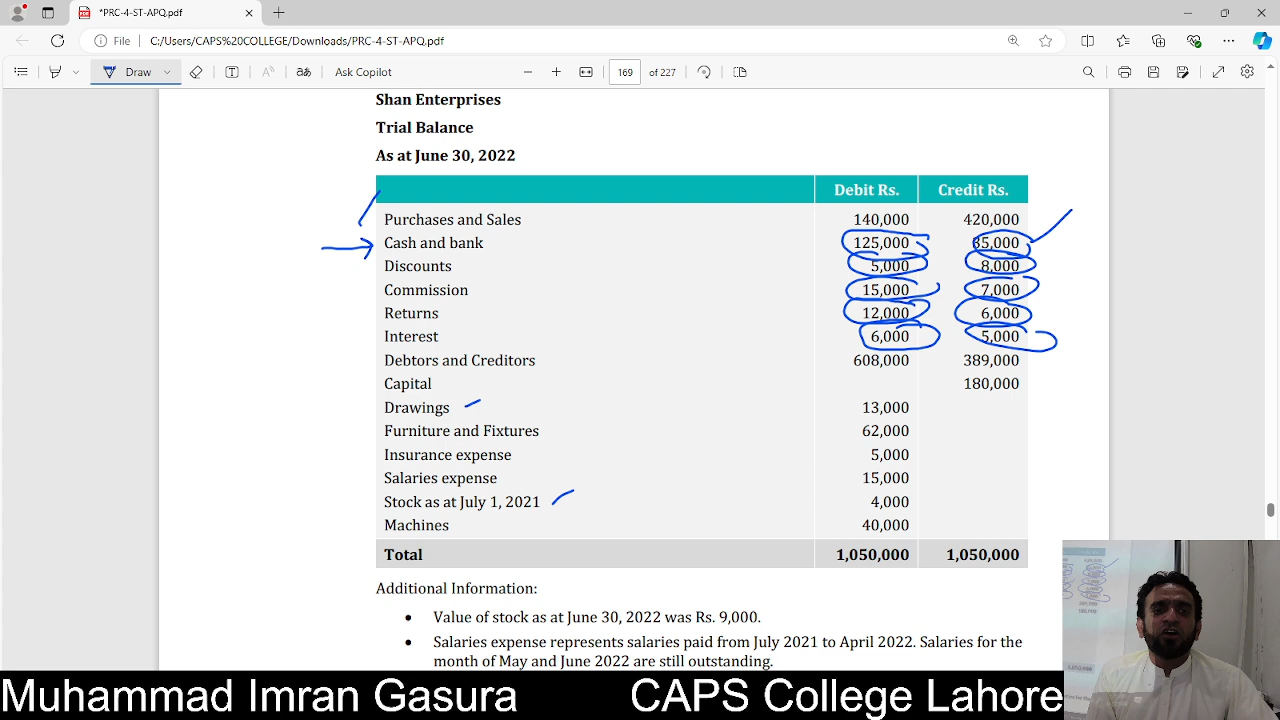 *PRC-4-ST-APQ.pdf
File C:/Users/CAPS%20COLLEGE/Downloads/PRC-4-ST-APQ.pdf
Draw Ask Copilot 169 of 227
Shan Enterprises
Trial Balance
As at June 30, 2022
Debit Rs. Credit Rs.
Purchases and Sales 140,000 420,000
Cash and bank 125,000 35,000
Discounts 5,000 8,000
Commission 15,000 7,000
Returns 12,000 6,000
Interest 6,000 5,000
Debtors and Creditors 608,000 389,000
Capital 180,000
Drawings 13,000
Furniture and Fixtures 62,000
Insurance expense 5,000
Salaries expense 15,000
Stock as at July 1, 2021 4,000
Machines 40,000
Total 1,050,000 1,050,000
Additional Information:
• Value of stock as at June 30, 2022 was Rs. 9,000.
• Salaries expense represents salaries paid from July 2021 to April 2022. Salaries for the
month of May and June 2022 are still outstanding.
Muhammad Imran Gasura CAPS College Lahore